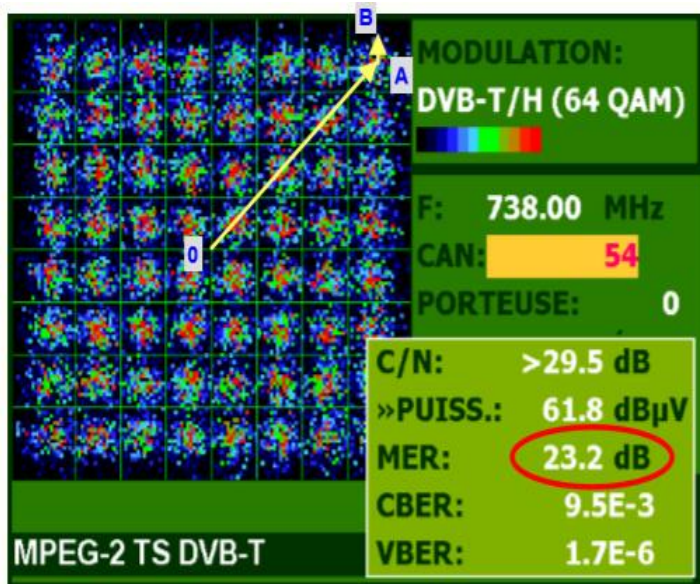 B
A
0
MODULATION:
DVB-T/H (64 QAM)
F: 738.00 MHz
CAN: 54
PORTEUSE: 0
C/N: >29.5 dB
»PUISS.: 61.8 dBµV
MER: 23.2 dB
CBER: 9.5E-3
VBER: 1.7E-6
MPEG-2 TS DVB-T